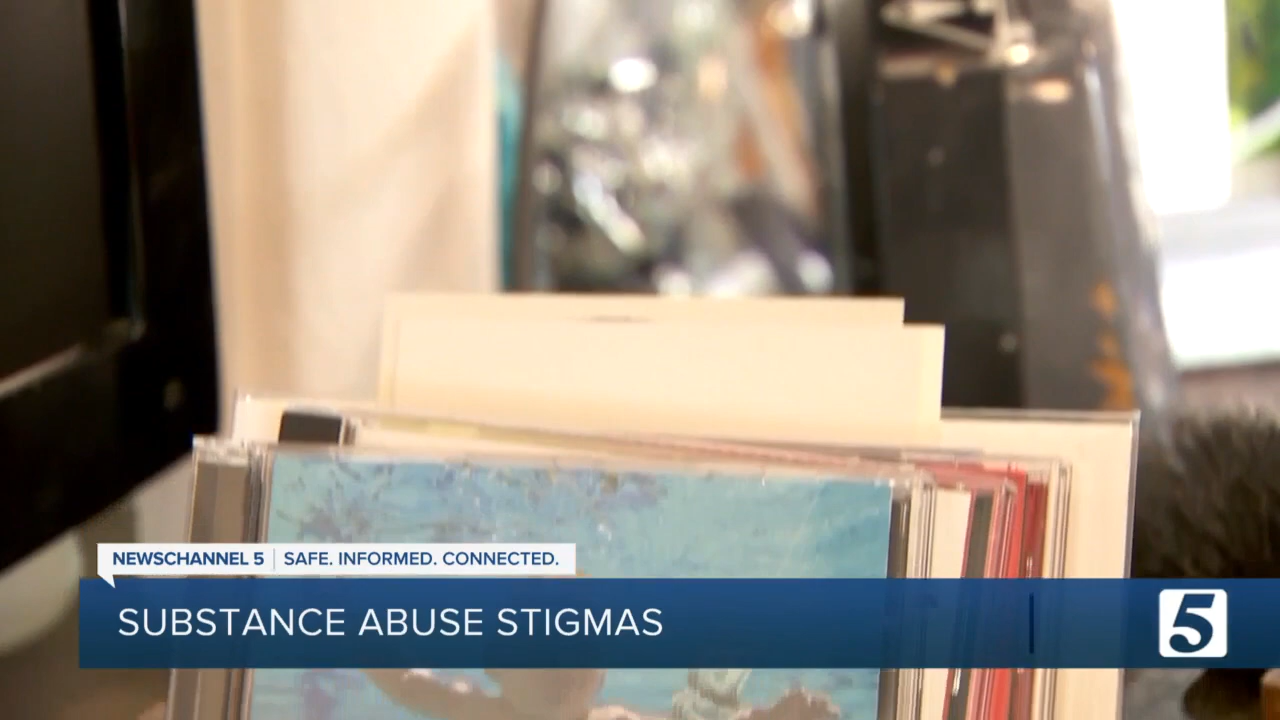 NEWSCHANNEL 5 | SAFE. INFORMED. CONNECTED.
SUBSTANCE ABUSE STIGMAS
5